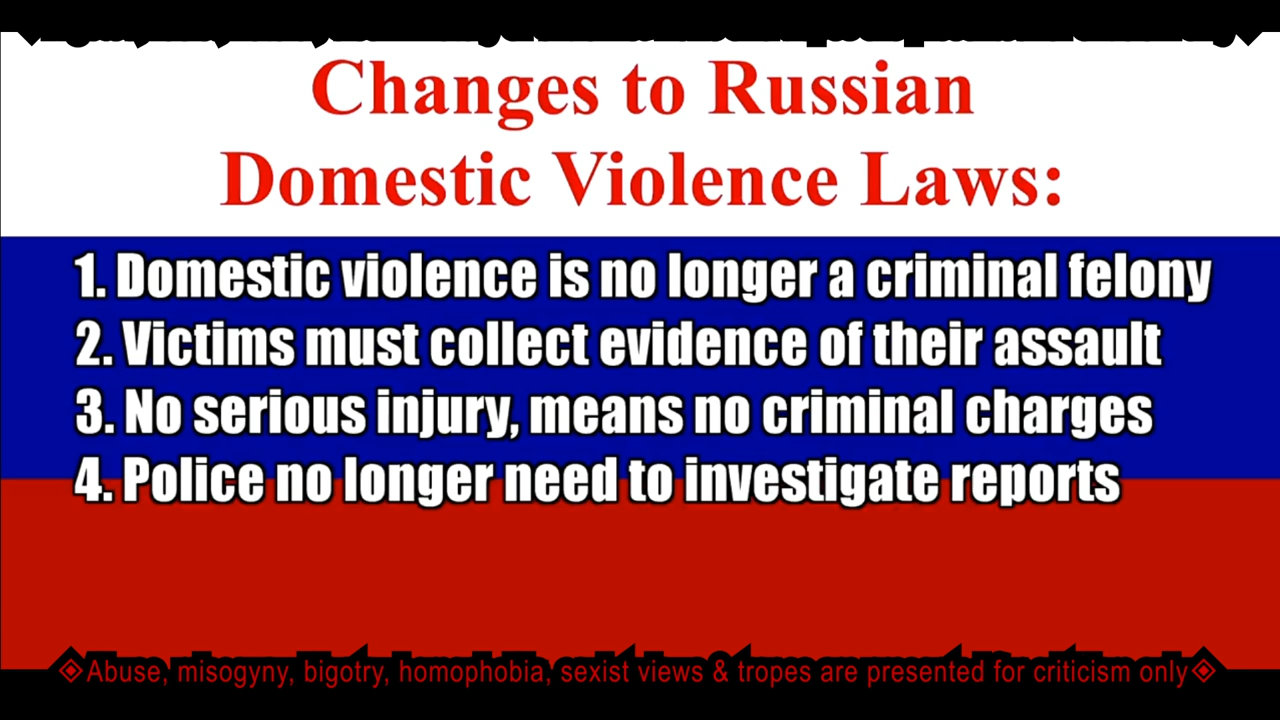 Changes to Russian
Domestic Violence Laws:
1. Domestic violence is no longer a criminal felony
2. Victims must collect evidence of their assault
3. No serious injury, means no criminal charges
4. Police no longer need to investigate reports
Abuse, misogyny, bigotry, homophobia, sexist views & tropes are presented for criticism only